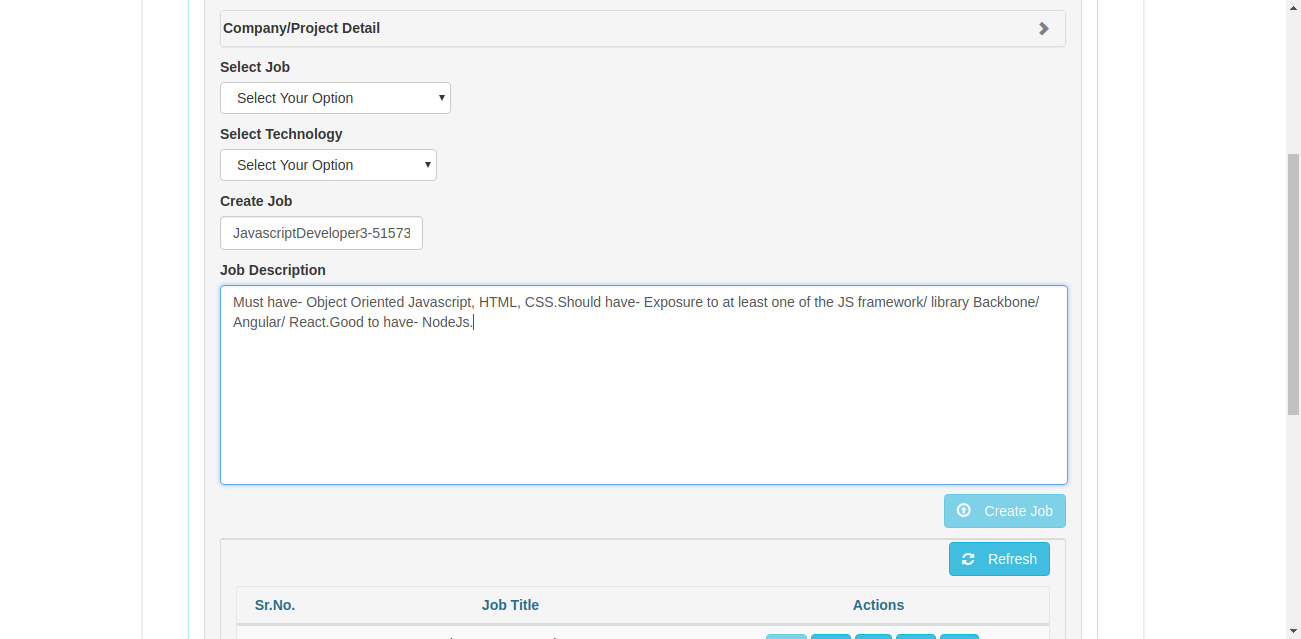 Company/Project Detail
Select Job
Select Your Option
Select Technology
Select Your Option
Create Job
JavascriptDeveloper3-51573
Job Description
Must have- Object Oriented Javascript, HTML, CSS.Should have- Exposure to at least one of the JS framework/ library Backbone/
Angular/ React.Good to have- NodeJs.
Create Job
Refresh
Sr.No. Job Title Actions